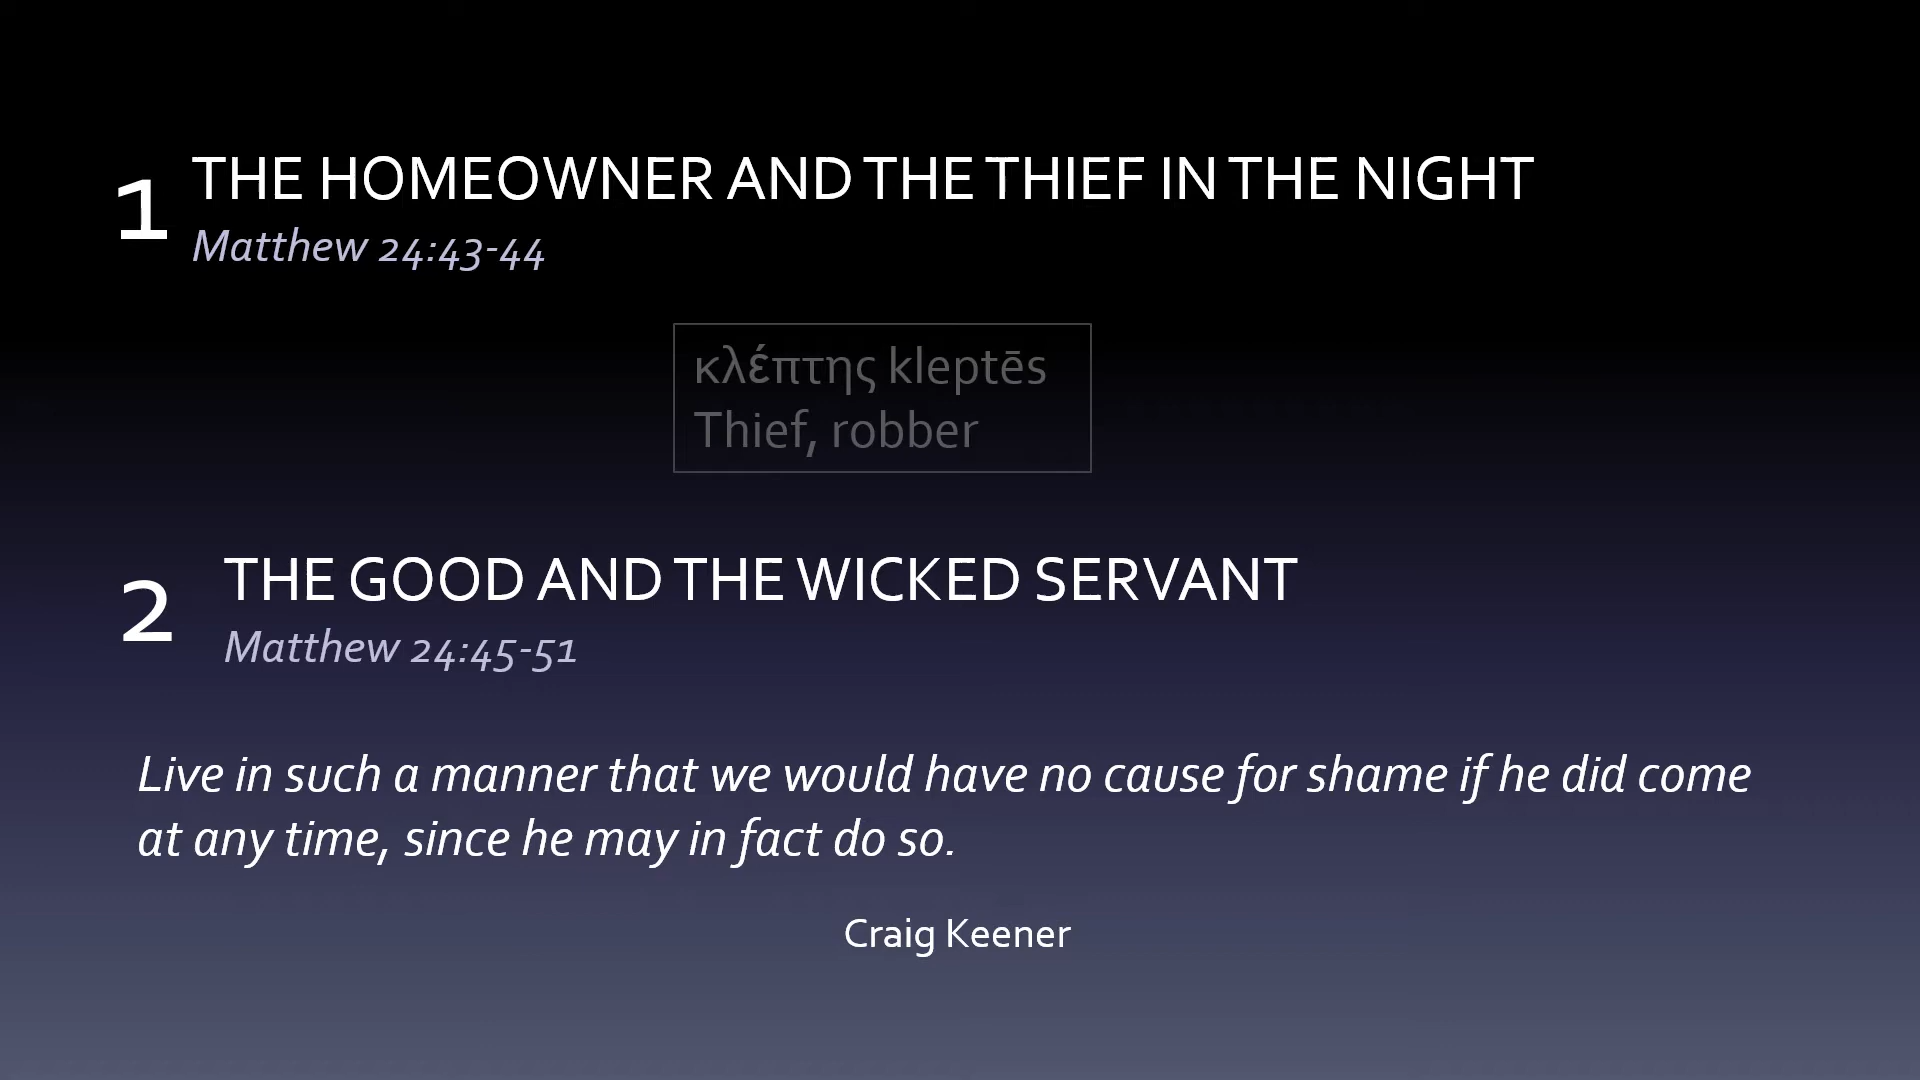 1 THE HOMEOWNER AND THE THIEF IN THE NIGHT
Matthew 24:43-44
κλέπτης kleptēs
Thief, robber
2 THE GOOD AND THE WICKED SERVANT
Matthew 24:45-51
Live in such a manner that we would have no cause for shame if he did come
at any time, since he may in fact do so.
Craig Keener